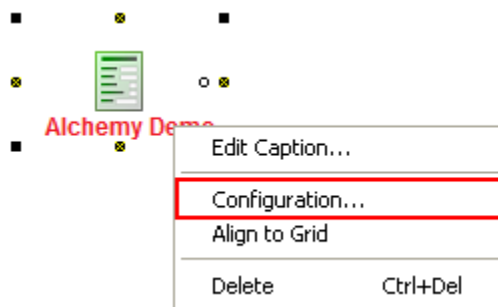 Alchemy Demo
Edit Caption...
Configuration...
Align to Grid
Delete Ctrl+Del